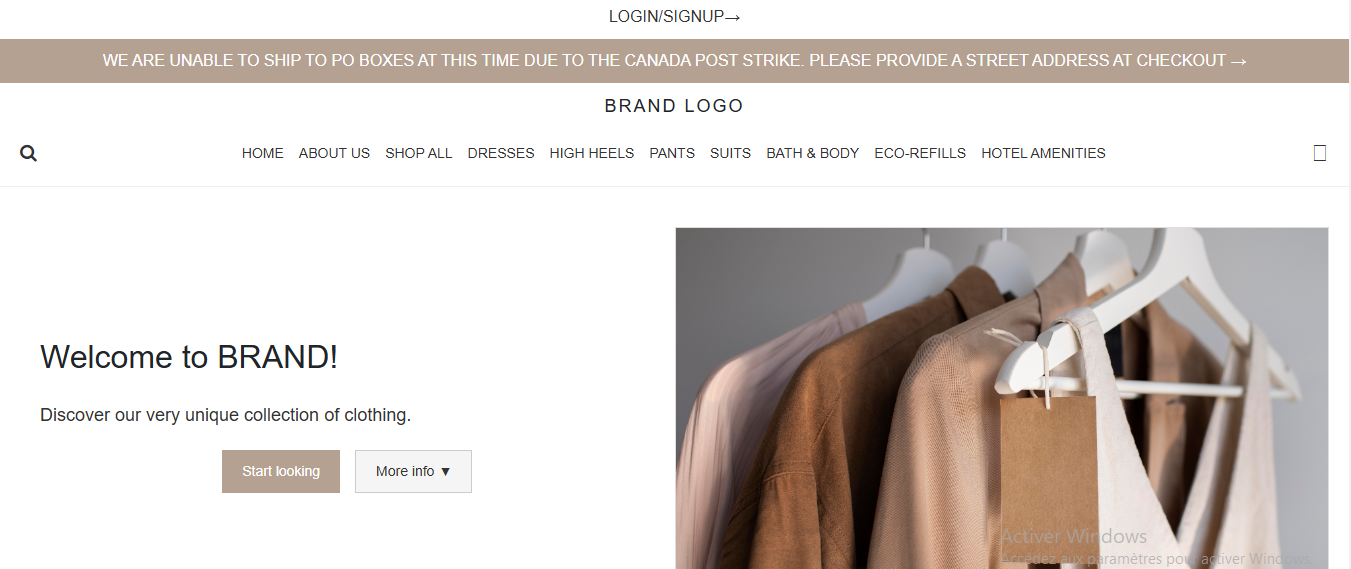 LOGIN/SIGNUP→
WE ARE UNABLE TO SHIP TO PO BOXES AT THIS TIME DUE TO THE CANADA POST STRIKE. PLEASE PROVIDE A STREET ADDRESS AT CHECKOUT →
BRAND LOGO
HOME ABOUT US SHOP ALL DRESSES HIGH HEELS PANTS SUITS BATH & BODY ECO-REFILLS HOTEL AMENITIES
Welcome to BRAND!
Discover our very unique collection of clothing.
Start looking More info ▼
Activer Windows
Accédez aux paramètres pour activer Windows.